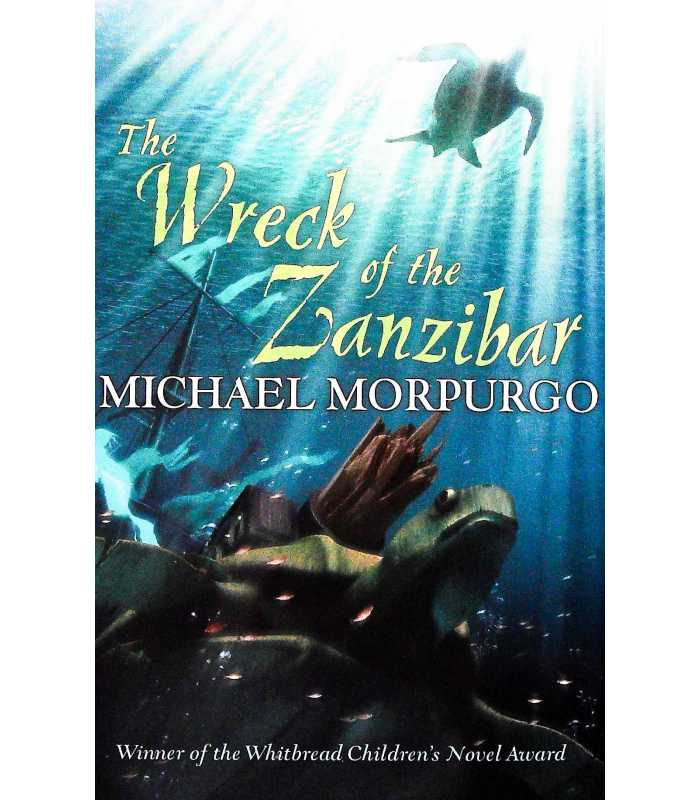 The
Wreck
of the
Zanzibar
MICHAEL MORPURGO
Winner of the Whitbread Children's Novel Award